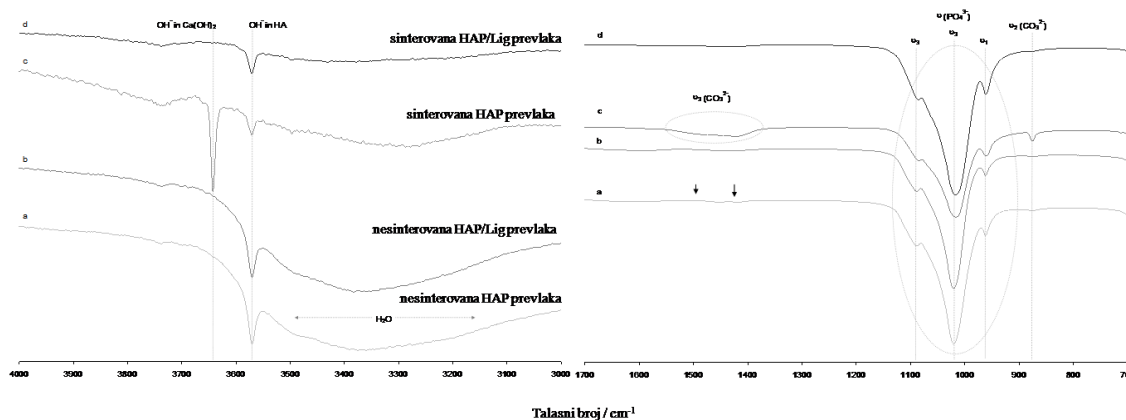 OH⁻ in Ca(OH)₂ OH⁻ in HA
d
sinterovana HAP/Lig prevlaka
c
sinterovana HAP prevlaka
b
nesinterovana HAP/Lig prevlaka
a
nesinterovana HAP prevlaka
H₂O
4000 3900 3800 3700 3600 3500 3400 3300 3200 3100 3000
υ (PO₄³⁻)
υ₃ υ₃ υ₁ υ₂ (CO₃²⁻)
d
υ₃ (CO₃²⁻)
c
b
a
1700 1600 1500 1400 1300 1200 1100 1000 900 800 700
Talasni broj / cm⁻¹